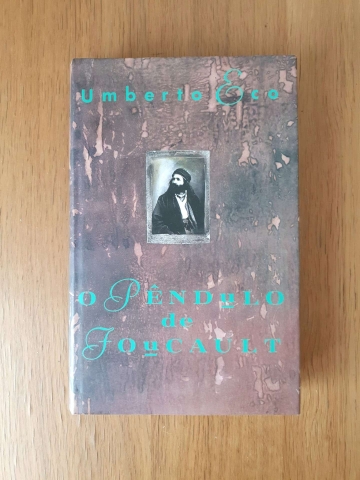 Umberto Eco
O PÊNDuLO
de
FOuCAULT